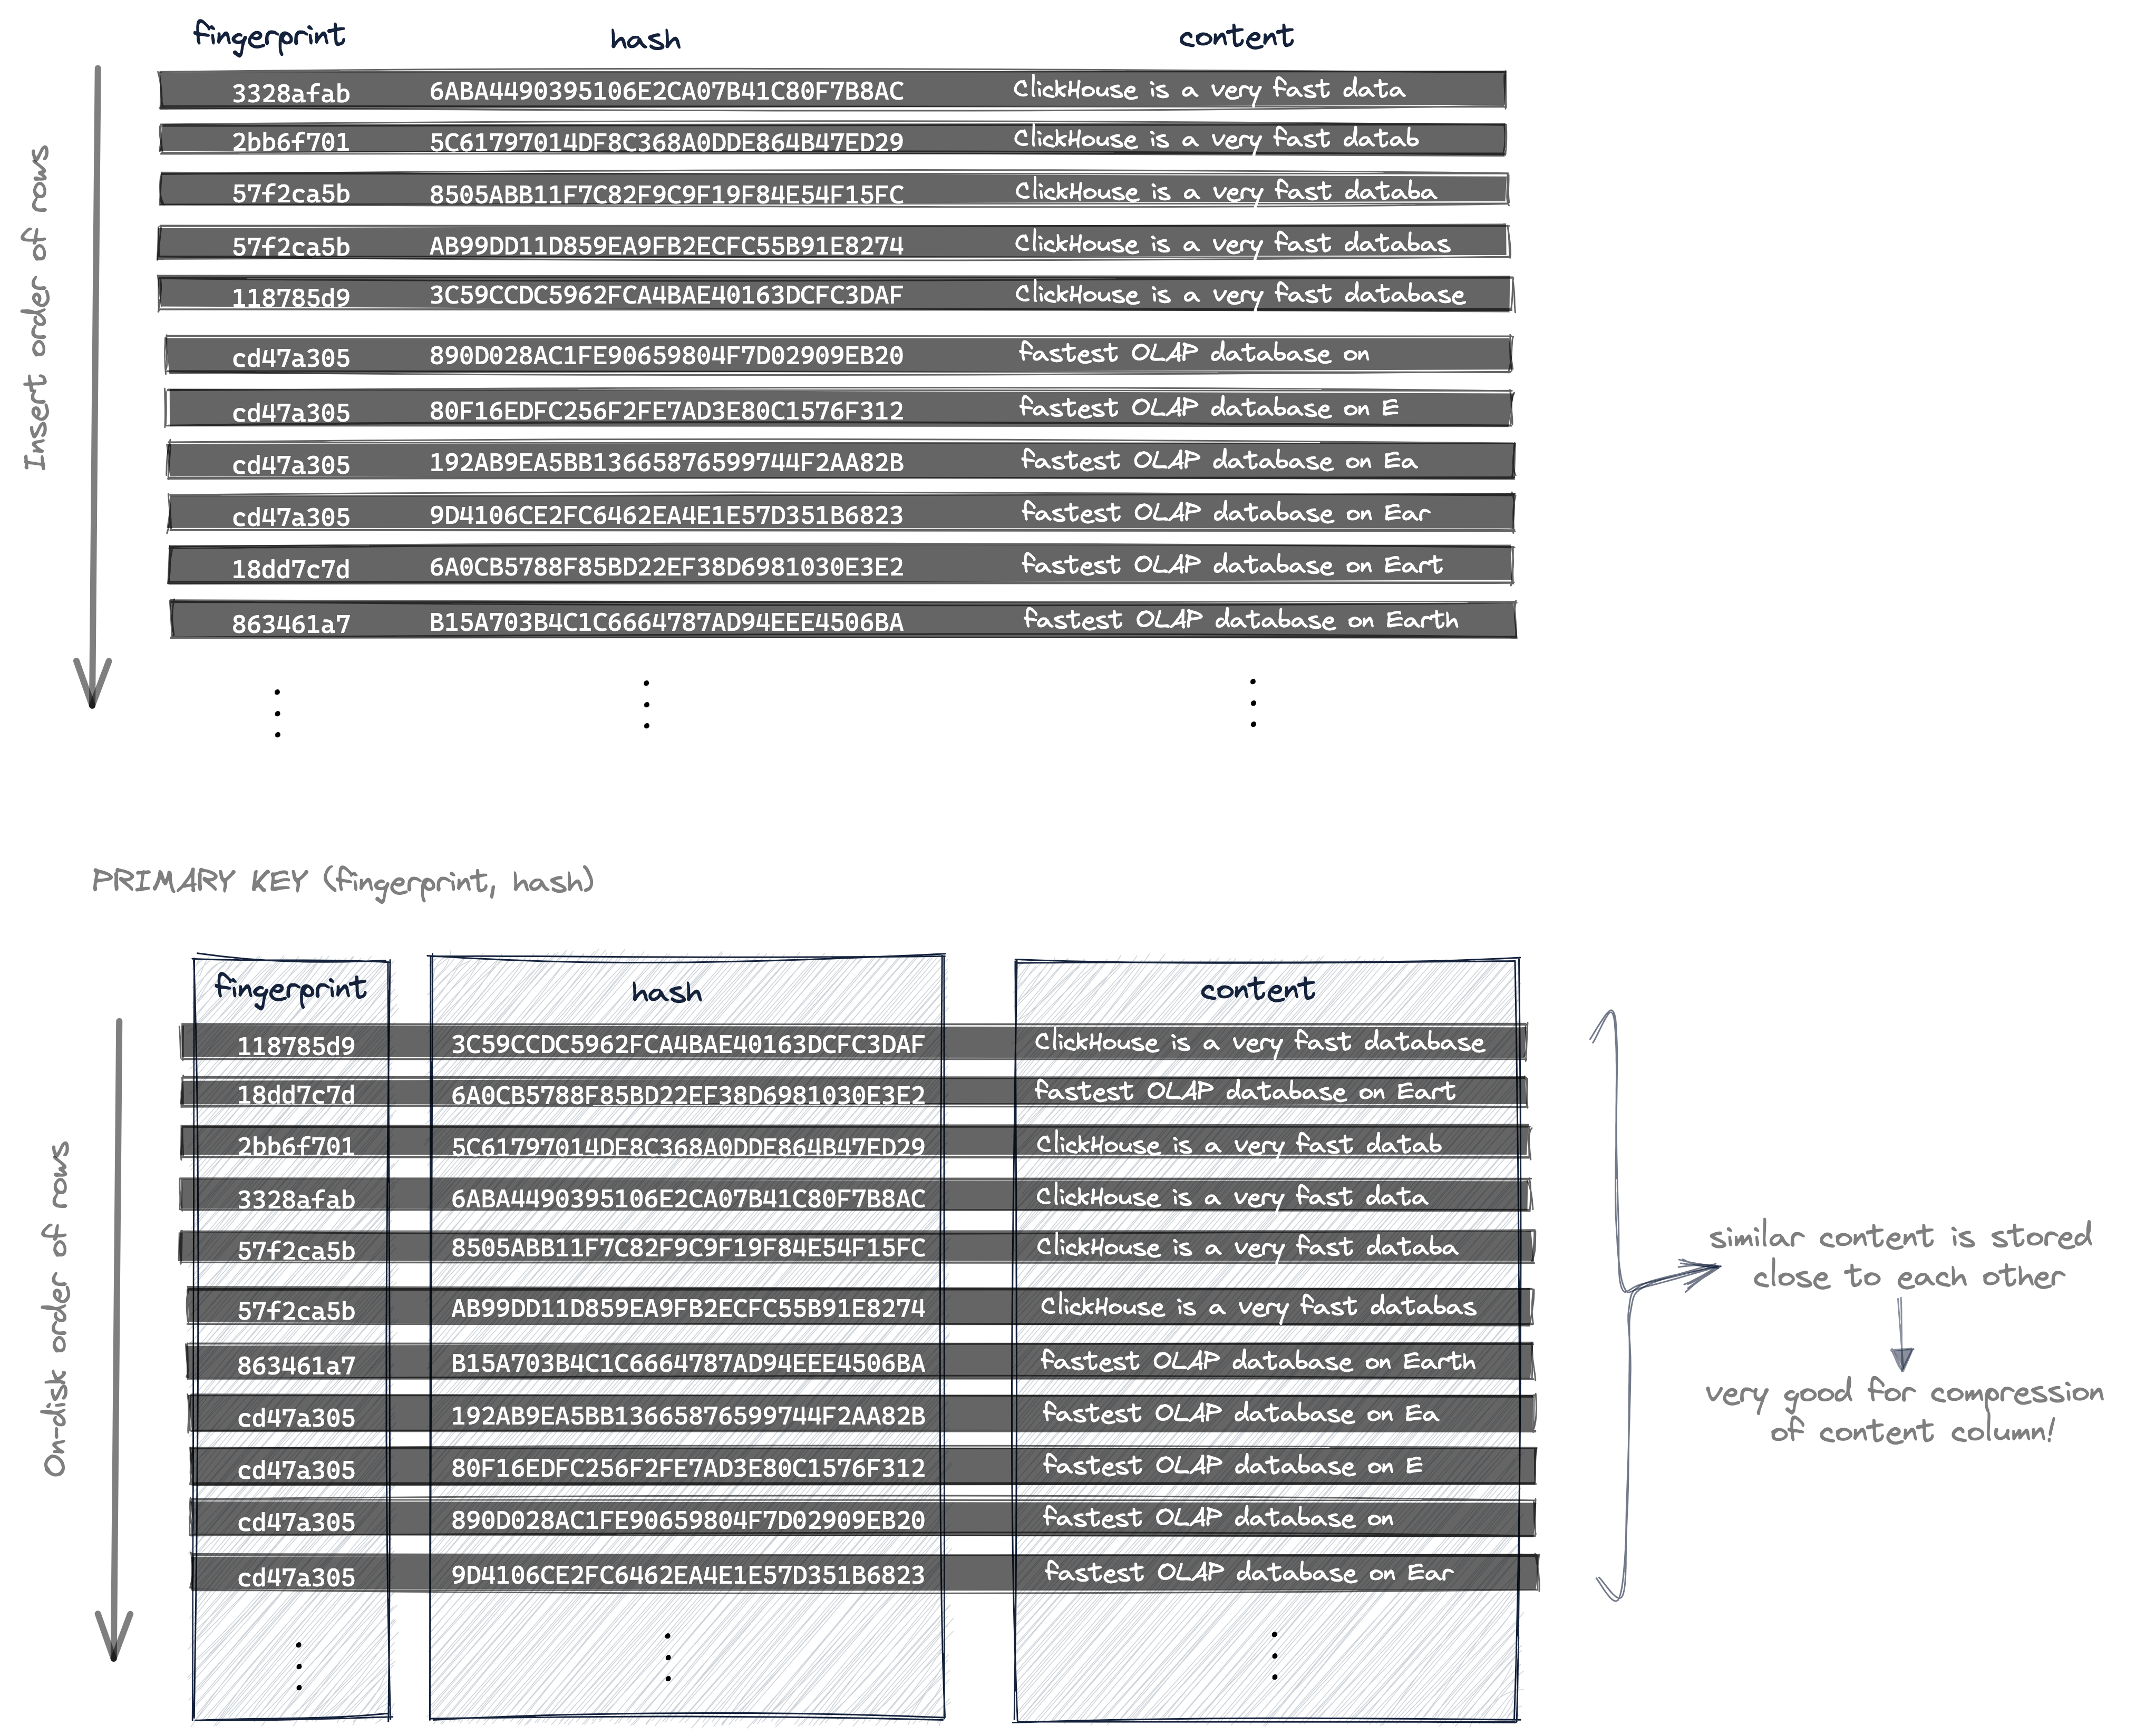 fingerprint hash content
Insert order of rows
3328afab 6ABA4490395106E2CA07B41C80F7B8AC ClickHouse is a very fast data
2bb6f701 5C61797014DF8C368A0DDE864B47ED29 ClickHouse is a very fast datab
57f2ca5b 8505ABB11F7C82F9C9F19F84E54F15FC ClickHouse is a very fast databa
57f2ca5b AB99DD11D859EA9FB2ECFC55B91E8274 ClickHouse is a very fast databas
118785d9 3C59CCDC5962FCA4BAE40163DCFC3DAF ClickHouse is a very fast database
cd47a305 890D028AC1FE90659804F7D02909EB20 fastest OLAP database on
cd47a305 80F16EDFC256F2FE7AD3E80C1576F312 fastest OLAP database on E
cd47a305 192AB9EA5BB13665876599744F2AA82B fastest OLAP database on Ea
cd47a305 9D4106CE2FC6462EA4E1E57D351B6823 fastest OLAP database on Ear
18dd7c7d 6A0CB5788F85BD22EF38D6981030E3E2 fastest OLAP database on Eart
863461a7 B15A703B4C1C6664787AD94EEE4506BA fastest OLAP database on Earth
PRIMARY KEY (fingerprint, hash)
fingerprint hash content
On-disk order of rows
118785d9 3C59CCDC5962FCA4BAE40163DCFC3DAF ClickHouse is a very fast database
18dd7c7d 6A0CB5788F85BD22EF38D6981030E3E2 fastest OLAP database on Eart
2bb6f701 5C61797014DF8C368A0DDE864B47ED29 ClickHouse is a very fast datab
3328afab 6ABA4490395106E2CA07B41C80F7B8AC ClickHouse is a very fast data
57f2ca5b 8505ABB11F7C82F9C9F19F84E54F15FC ClickHouse is a very fast databa
57f2ca5b AB99DD11D859EA9FB2ECFC55B91E8274 ClickHouse is a very fast databas
863461a7 B15A703B4C1C6664787AD94EEE4506BA fastest OLAP database on Earth
cd47a305 192AB9EA5BB13665876599744F2AA82B fastest OLAP database on Ea
cd47a305 80F16EDFC256F2FE7AD3E80C1576F312 fastest OLAP database on E
cd47a305 890D028AC1FE90659804F7D02909EB20 fastest OLAP database on
cd47a305 9D4106CE2FC6462EA4E1E57D351B6823 fastest OLAP database on Ear
similar content is stored
close to each other
very good for compression
of content column!